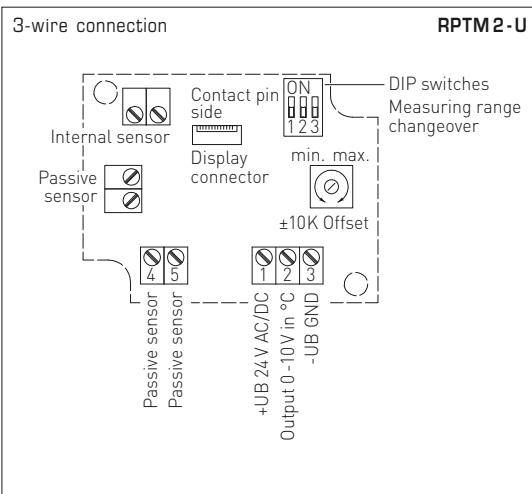 3-wire connection RPTM 2 - U
ON
1 2 3
DIP switches
Measuring range
changeover
Contact pin
side
Internal sensor
Display
connector
Passive
sensor
min. max.
±10K Offset
4 5
1 2 3
Passive sensor
Passive sensor
+UB 24 V AC/DC
Output 0 -10 V in °C
-UB GND